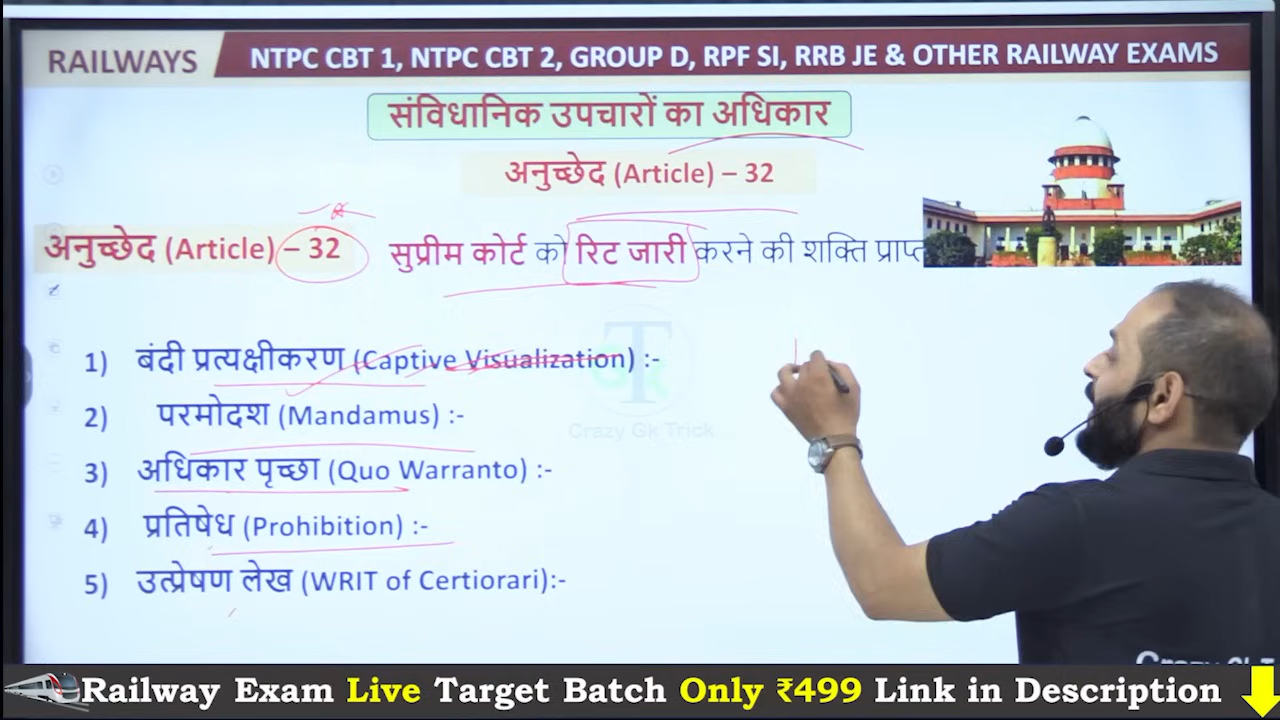 RAILWAYS
NTPC CBT 1, NTPC CBT 2, GROUP D, RPF SI, RRB JE & OTHER RAILWAY EXAMS
संविधानिक उपचारों का अधिकार
अनुच्छेद (Article) – 32
अनुच्छेद (Article) – 32 सुप्रीम कोर्ट को रिट जारी करने की शक्ति प्राप्त
1) बंदी प्रत्यक्षीकरण (Captive Visualization) :-
2) परमोदश (Mandamus) :-
3) अधिकार पृच्छा (Quo Warranto) :-
4) प्रतिषेध (Prohibition) :-
5) उत्प्रेषण लेख (WRIT of Certiorari):-
Crazy Gk Trick
Railway Exam Live Target Batch Only ₹499 Link in Description